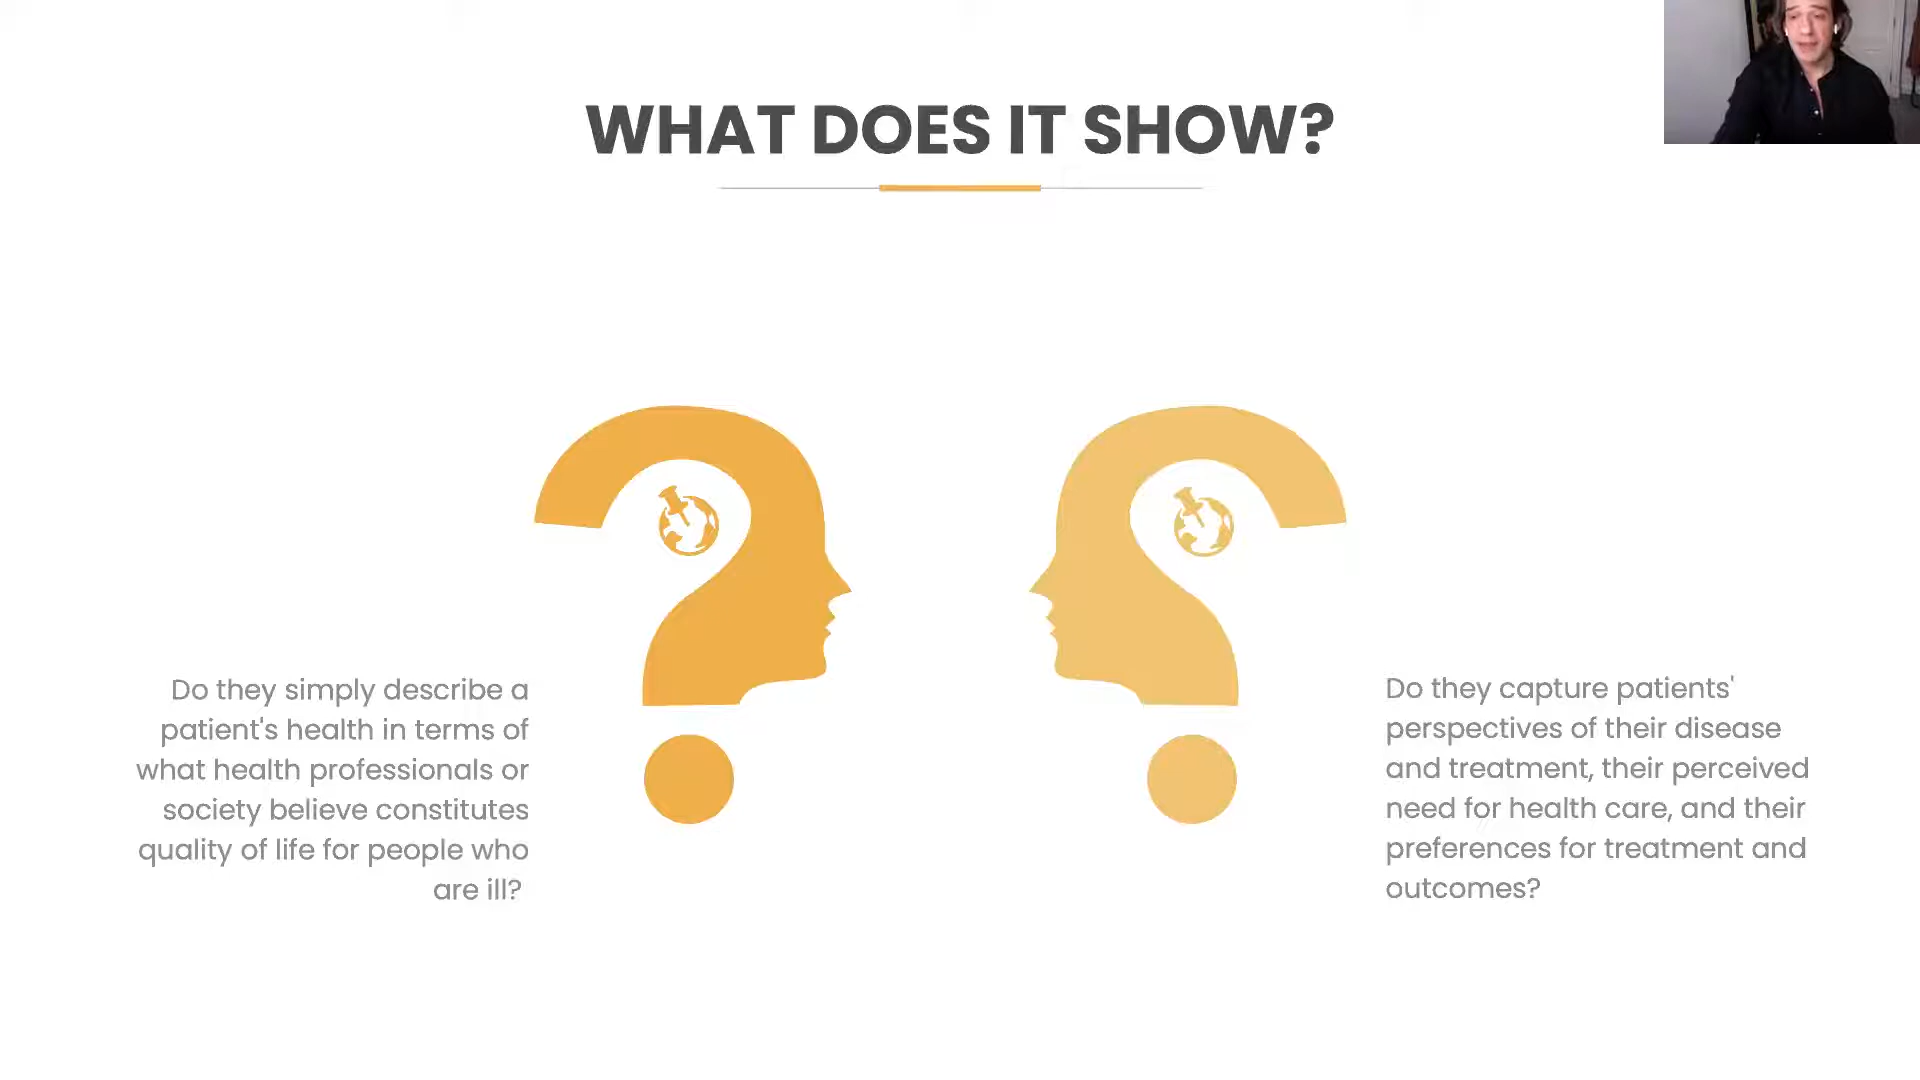 WHAT DOES IT SHOW?
Do they simply describe a
patient's health in terms of
what health professionals or
society believe constitutes
quality of life for people who
are ill?
Do they capture patients'
perspectives of their disease
and treatment, their perceived
need for health care, and their
preferences for treatment and
outcomes?